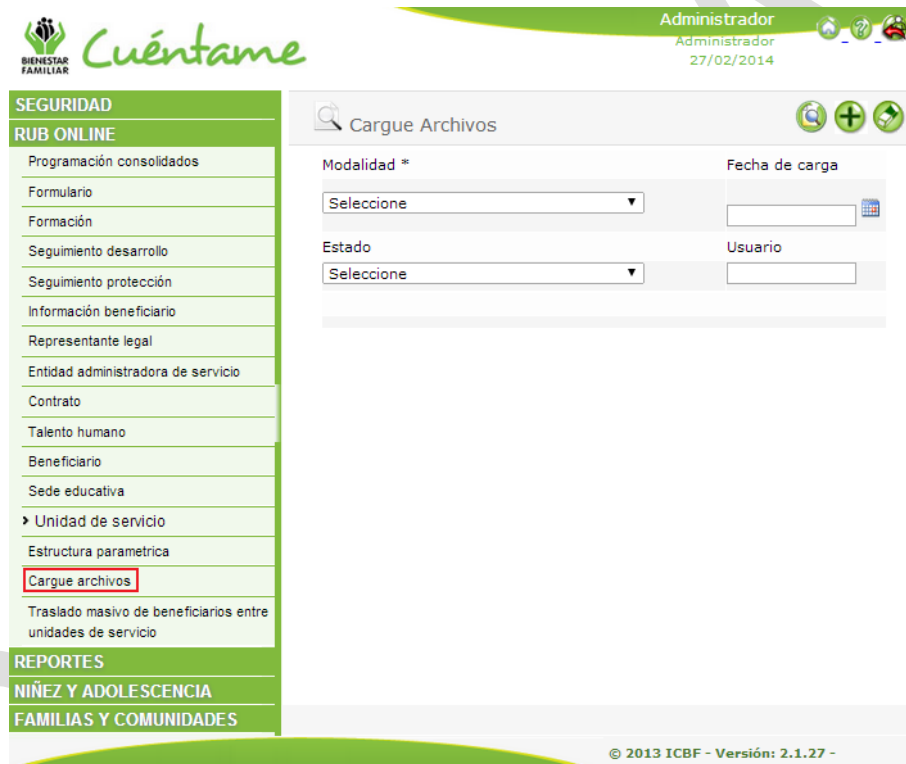 BIENESTAR
FAMILIAR
Cuéntame
Administrador
Administrador
27/02/2014
SEGURIDAD
RUB ONLINE
Programación consolidados
Formulario
Formación
Seguimiento desarrollo
Seguimiento protección
Información beneficiario
Representante legal
Entidad administradora de servicio
Contrato
Talento humano
Beneficiario
Sede educativa
Unidad de servicio
Estructura parametrica
Cargue archivos
Traslado masivo de beneficiarios entre
unidades de servicio
REPORTES
NIÑEZ Y ADOLESCENCIA
FAMILIAS Y COMUNIDADES
Cargue Archivos
Modalidad * Fecha de carga
Seleccione
Estado Usuario
Seleccione
© 2013 ICBF - Versión: 2.1.27 -